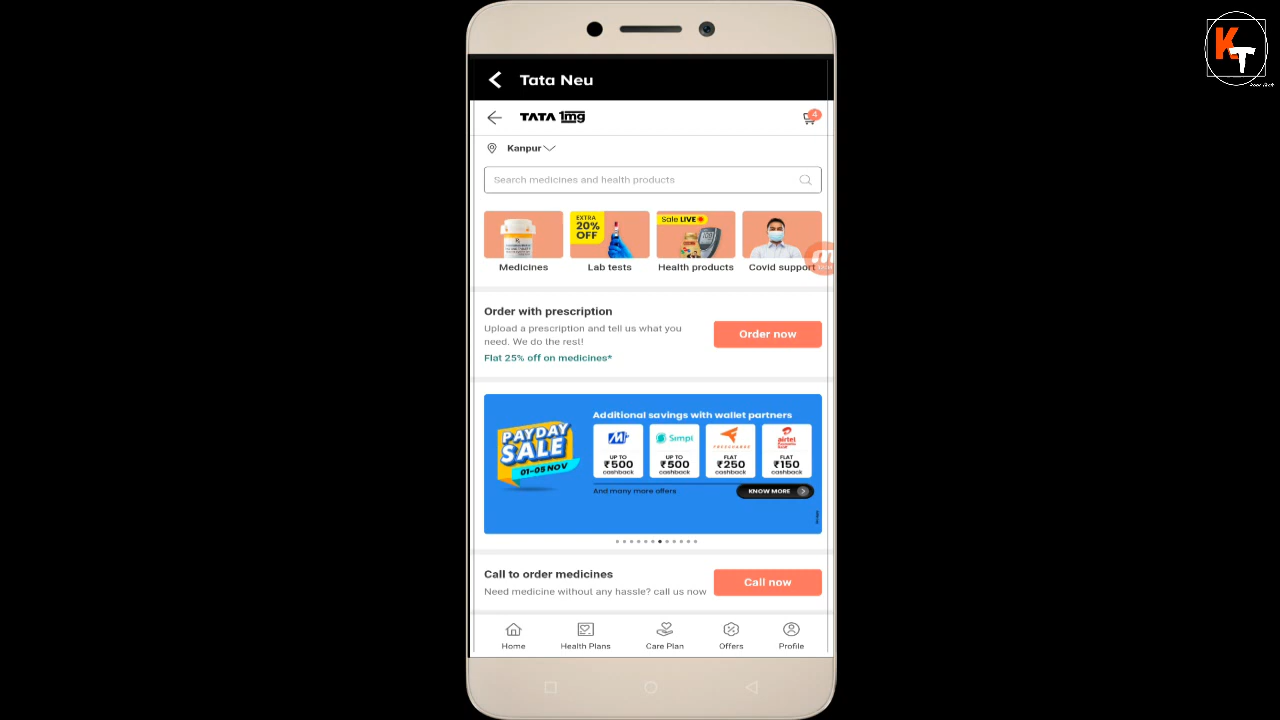 KT
Tata Neu
TATA 1mg
4
Kanpur
Search medicines and health products
EXTRA
20%
OFF
Sale LIVE
Medicines
Lab tests
Health products
Covid support
Order with prescription
Upload a prescription and tell us what you
need. We do the rest!
Flat 25% off on medicines*
Order now
Additional savings with wallet partners
PAYDAY
SALE
01-05 NOV
Simpl
FREECHARGE
airtel
UP TO
₹500
cashback
UP TO
₹500
cashback
FLAT
₹250
cashback
FLAT
₹150
cashback
And many more offers
KNOW MORE
Call to order medicines
Need medicine without any hassle? call us now
Call now
Home
Health Plans
Care Plan
Offers
Profile